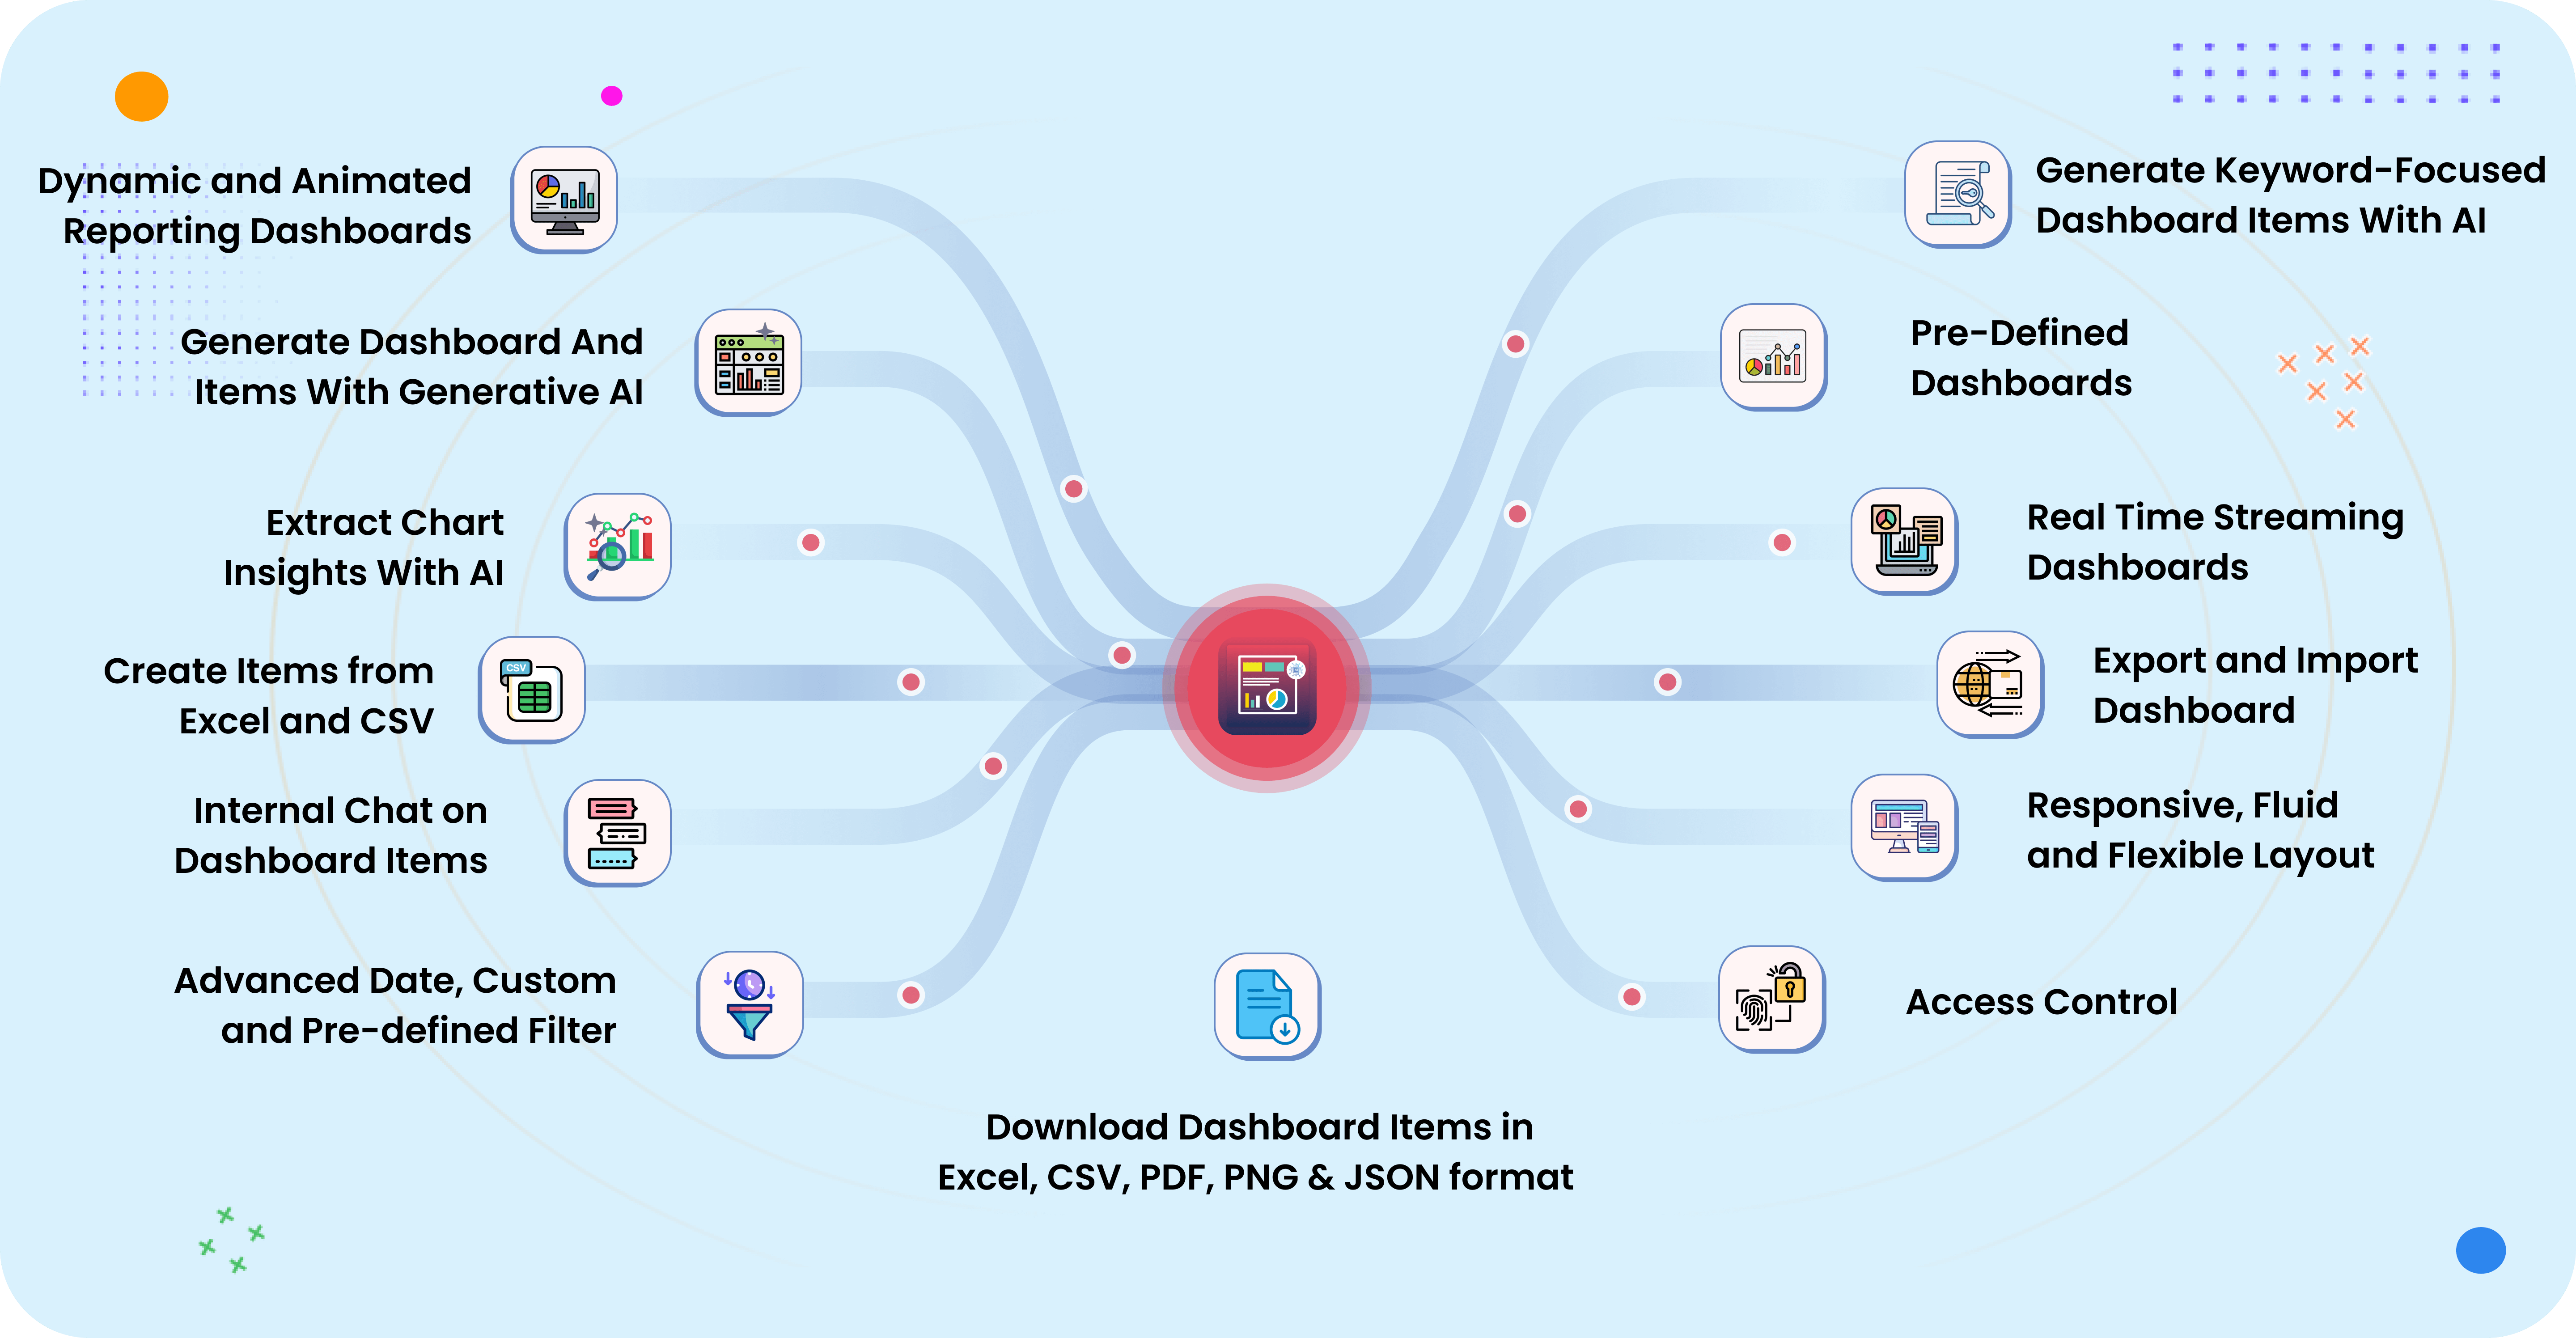 Dynamic and Animated
Reporting Dashboards
Generate Dashboard And
Items With Generative AI
Extract Chart
Insights With AI
Create Items from
Excel and CSV
CSV
Internal Chat on
Dashboard Items
Advanced Date, Custom
and Pre-defined Filter
Generate Keyword-Focused
Dashboard Items With AI
Pre-Defined
Dashboards
Real Time Streaming
Dashboards
Export and Import
Dashboard
Responsive, Fluid
and Flexible Layout
Access Control
Download Dashboard Items in
Excel, CSV, PDF, PNG & JSON format